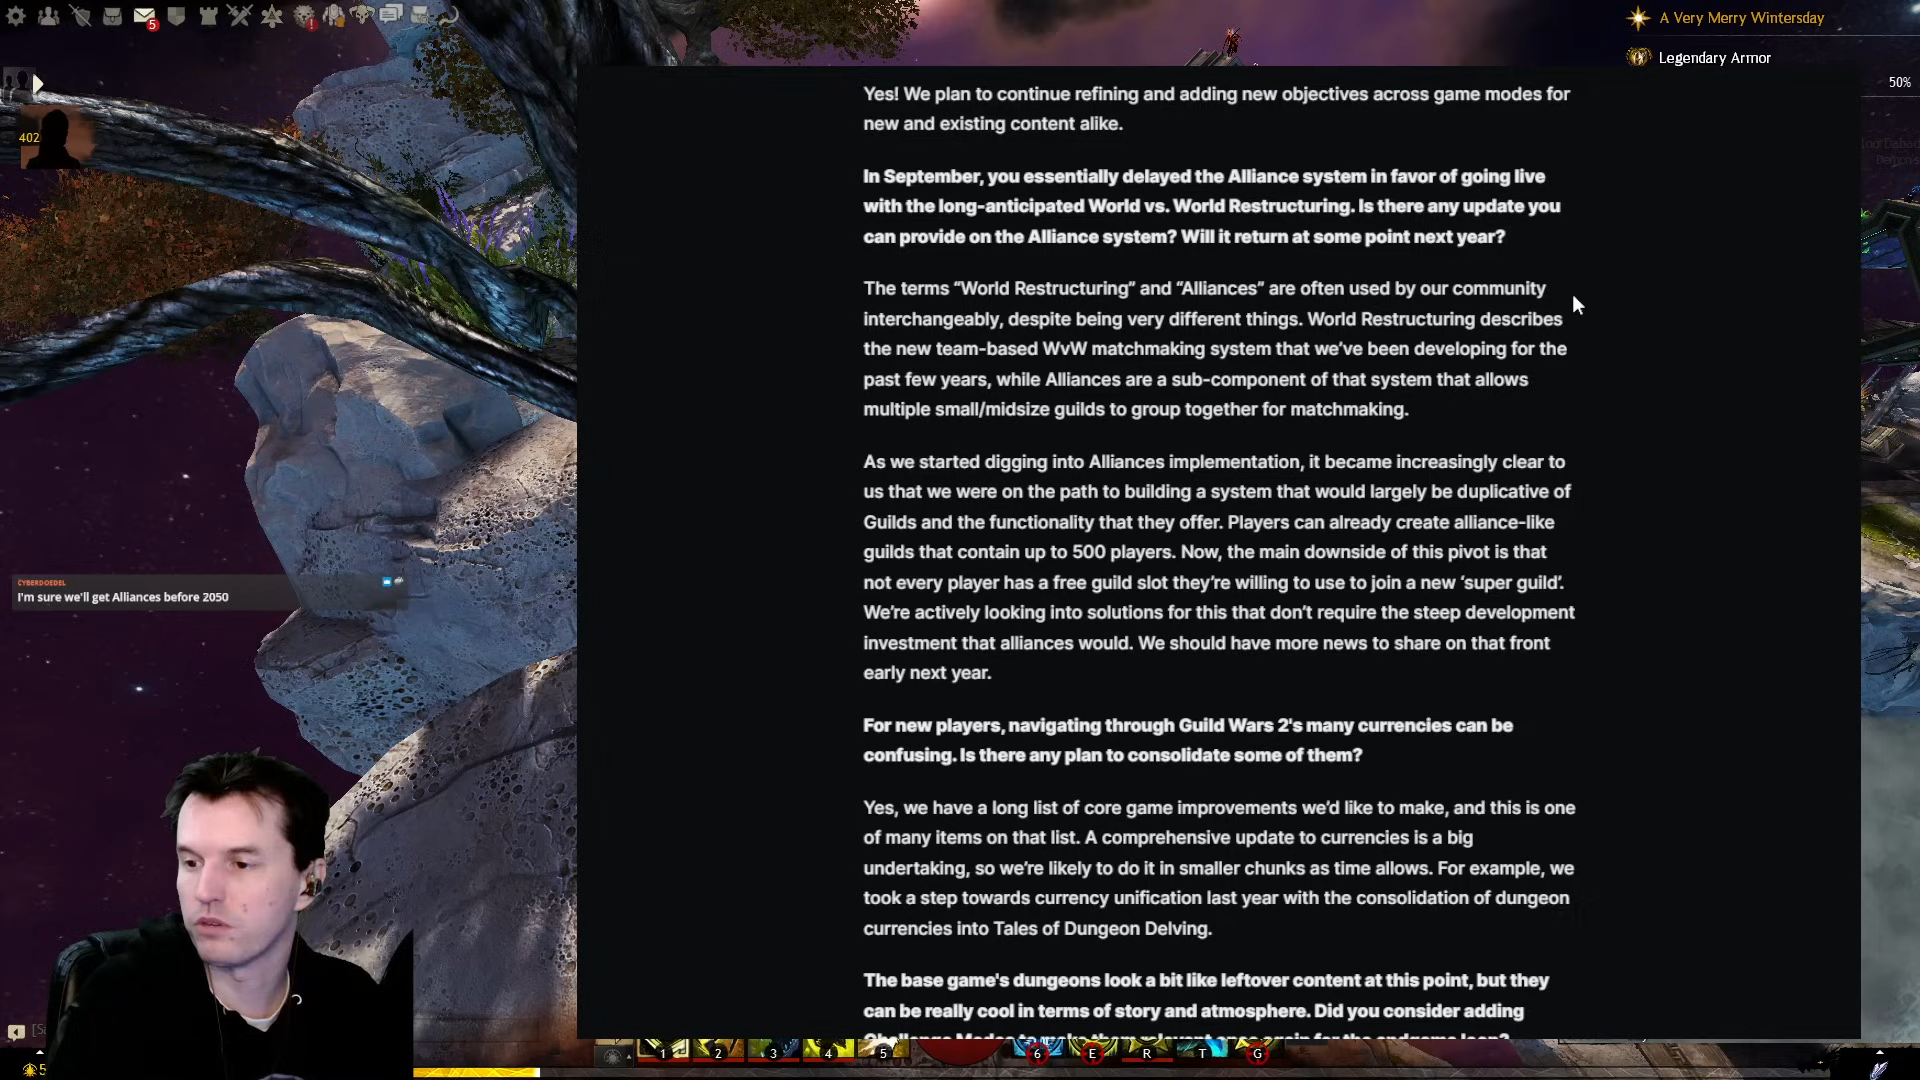 5
A Very Merry Wintersday
Legendary Armor
50%
402
Yes! We plan to continue refining and adding new objectives across game modes for
new and existing content alike.
In September, you essentially delayed the Alliance system in favor of going live
with the long-anticipated World vs. World Restructuring. Is there any update you
can provide on the Alliance system? Will it return at some point next year?
The terms “World Restructuring” and “Alliances” are often used by our community
interchangeably, despite being very different things. World Restructuring describes
the new team-based WvW matchmaking system that we’ve been developing for the
past few years, while Alliances are a sub-component of that system that allows
multiple small/midsize guilds to group together for matchmaking.
As we started digging into Alliances implementation, it became increasingly clear to
us that we were on the path to building a system that would largely be duplicative of
Guilds and the functionality that they offer. Players can already create alliance-like
guilds that contain up to 500 players. Now, the main downside of this pivot is that
not every player has a free guild slot they’re willing to use to join a new ‘super guild’.
We’re actively looking into solutions for this that don’t require the steep development
investment that alliances would. We should have more news to share on that front
early next year.
CYBERDOEDEL
I'm sure we'll get Alliances before 2050
For new players, navigating through Guild Wars 2's many currencies can be
confusing. Is there any plan to consolidate some of them?
Yes, we have a long list of core game improvements we’d like to make, and this is one
of many items on that list. A comprehensive update to currencies is a big
undertaking, so we’re likely to do it in smaller chunks as time allows. For example, we
took a step towards currency unification last year with the consolidation of dungeon
currencies into Tales of Dungeon Delving.
The base game's dungeons look a bit like leftover content at this point, but they
can be really cool in terms of story and atmosphere. Did you consider adding
1 2 3 4 5 6 E R T G
5